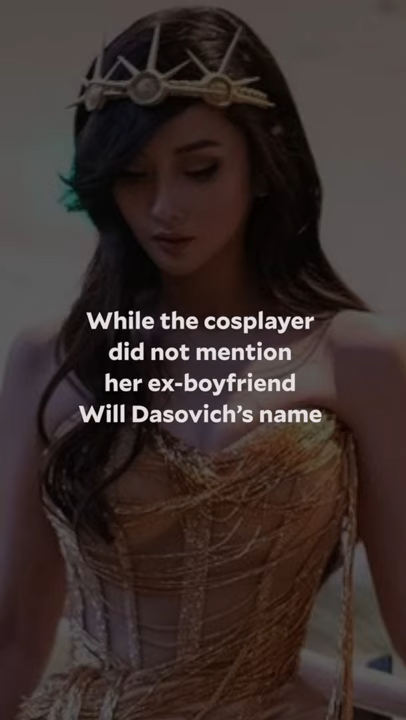 While the cosplayer
did not mention
her ex-boyfriend
Will Dasovich’s name